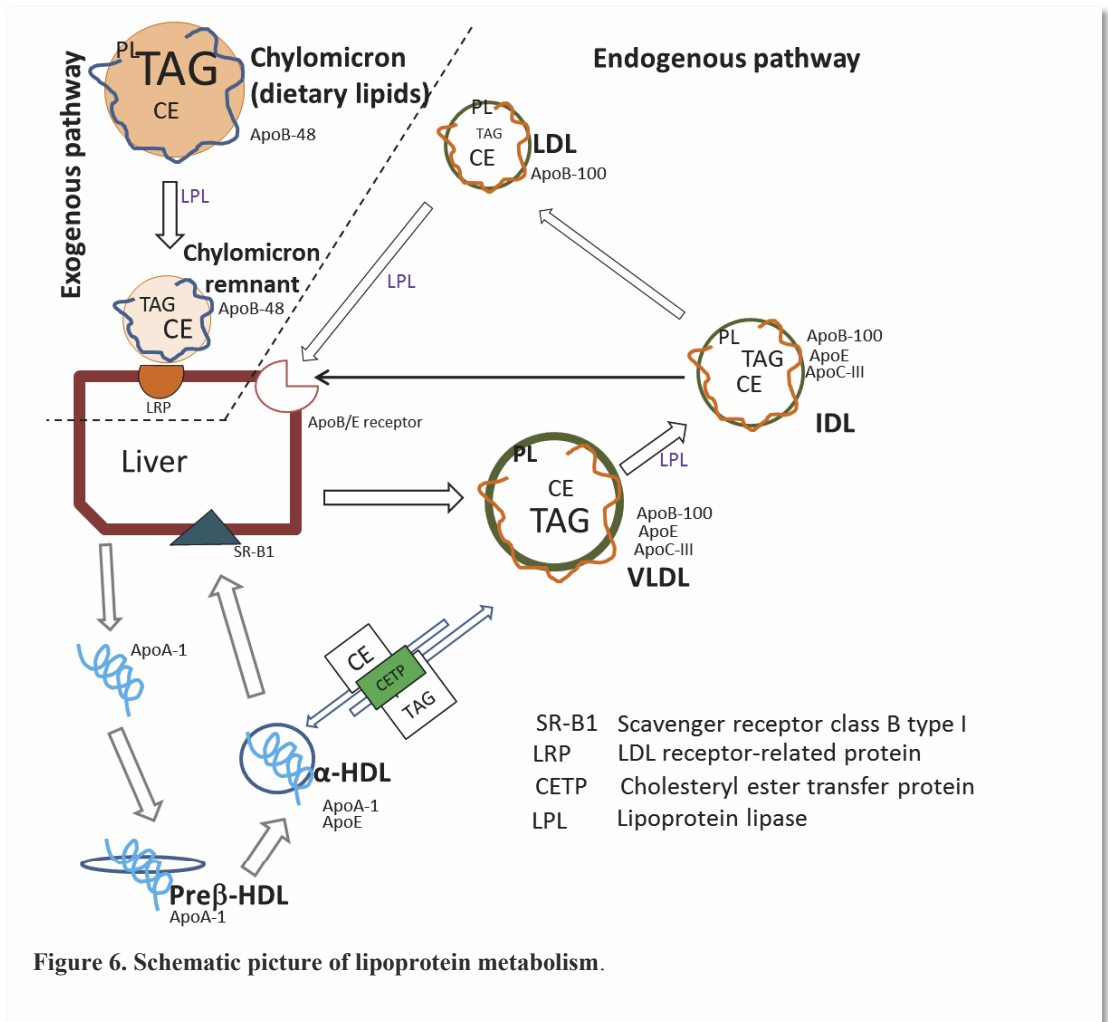 Exogenous pathway
PL
TAG
CE
Chylomicron
(dietary lipids)
ApoB-48
LPL
Chylomicron
remnant
ApoB-48
TAG
CE
LRP
Liver
ApoB/E receptor
SR-B1
Endogenous pathway
PL
TAG
CE
LDL
ApoB-100
LPL
PL
TAG
CE
ApoB-100
ApoE
ApoC-III
IDL
LPL
PL
CE
TAG
ApoB-100
ApoE
ApoC-III
VLDL
ApoA-1
CE
CETP
TAG
α-HDL
ApoA-1
ApoE
Preβ-HDL
ApoA-1
SR-B1 Scavenger receptor class B type I
LRP LDL receptor-related protein
CETP Cholesteryl ester transfer protein
LPL Lipoprotein lipase
Figure 6. Schematic picture of lipoprotein metabolism.